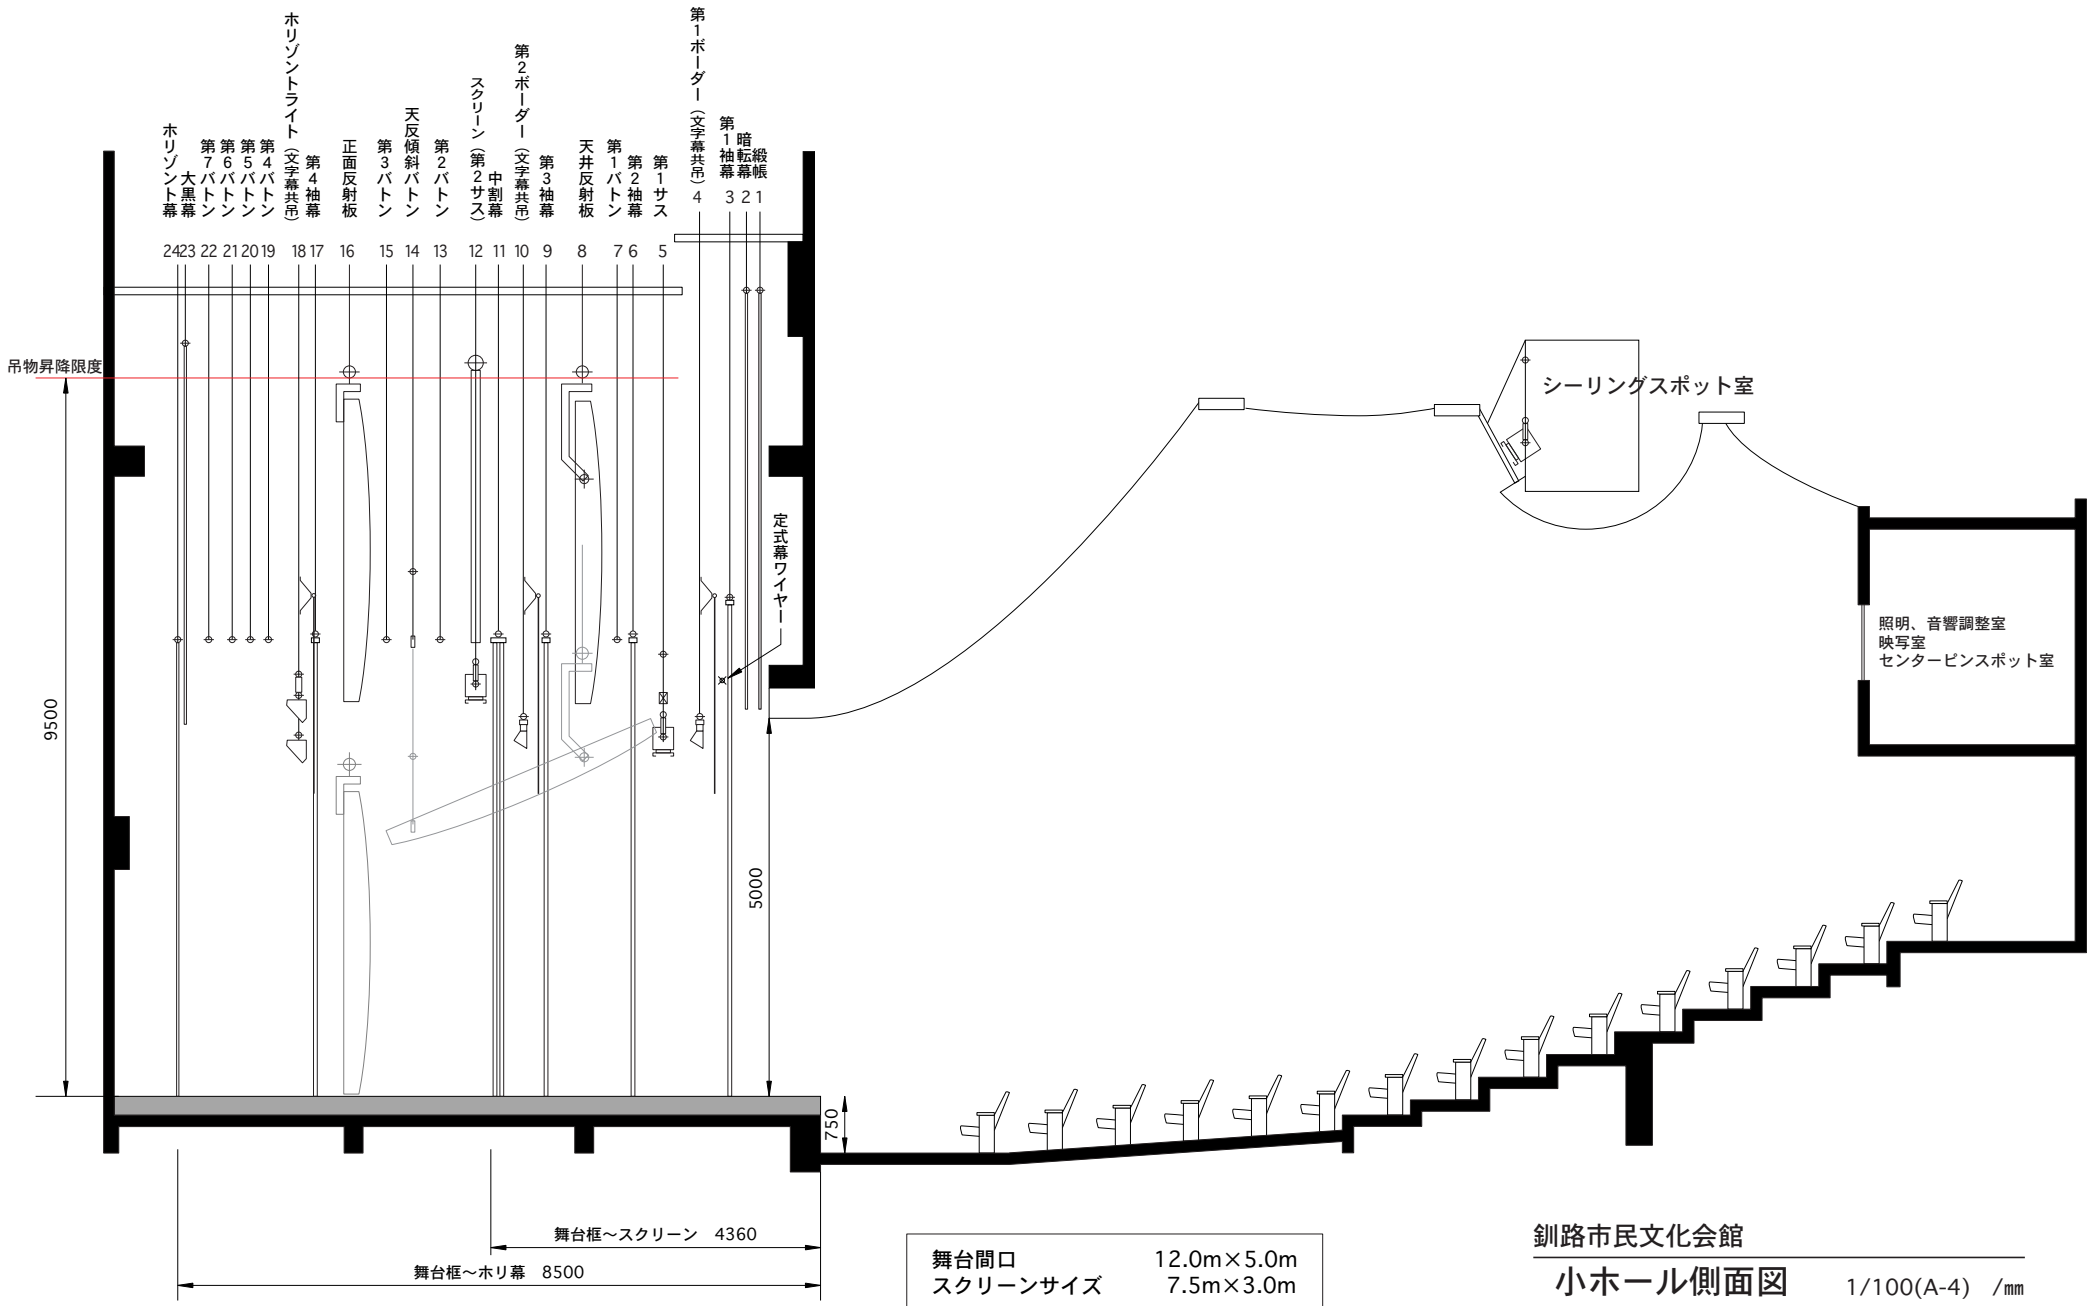 ホリゾント幕
大黒幕
第7バトン
第6バトン
第5バトン
第4バトン
ホリゾントライト(文字幕共吊)
第4袖幕
正面反射板
第3バトン
天反傾斜バトン
第2バトン
スクリーン(第2サス)
中割幕
第2ボーダー(文字幕共吊)
第3袖幕
天井反射板
第1バトン
第2袖幕
第1サス
第1ボーダー(文字幕共吊)
第1袖幕
暗転幕
緞帳
4 3 2 1
24 23 22 21 20 19 18 17 16 15 14 13 12 11 10 9 8 7 6 5
吊物昇降限度
シーリングスポット室
定式幕ワイヤー
照明、音響調整室
映写室
センターピンスポット室
9500
5000
750
舞台框~スクリーン 4360
舞台框~ホリ幕 8500
舞台間口 12.0m×5.0m
スクリーンサイズ 7.5m×3.0m
釧路市民文化会館
小ホール側面図 1/100(A-4) /㎜